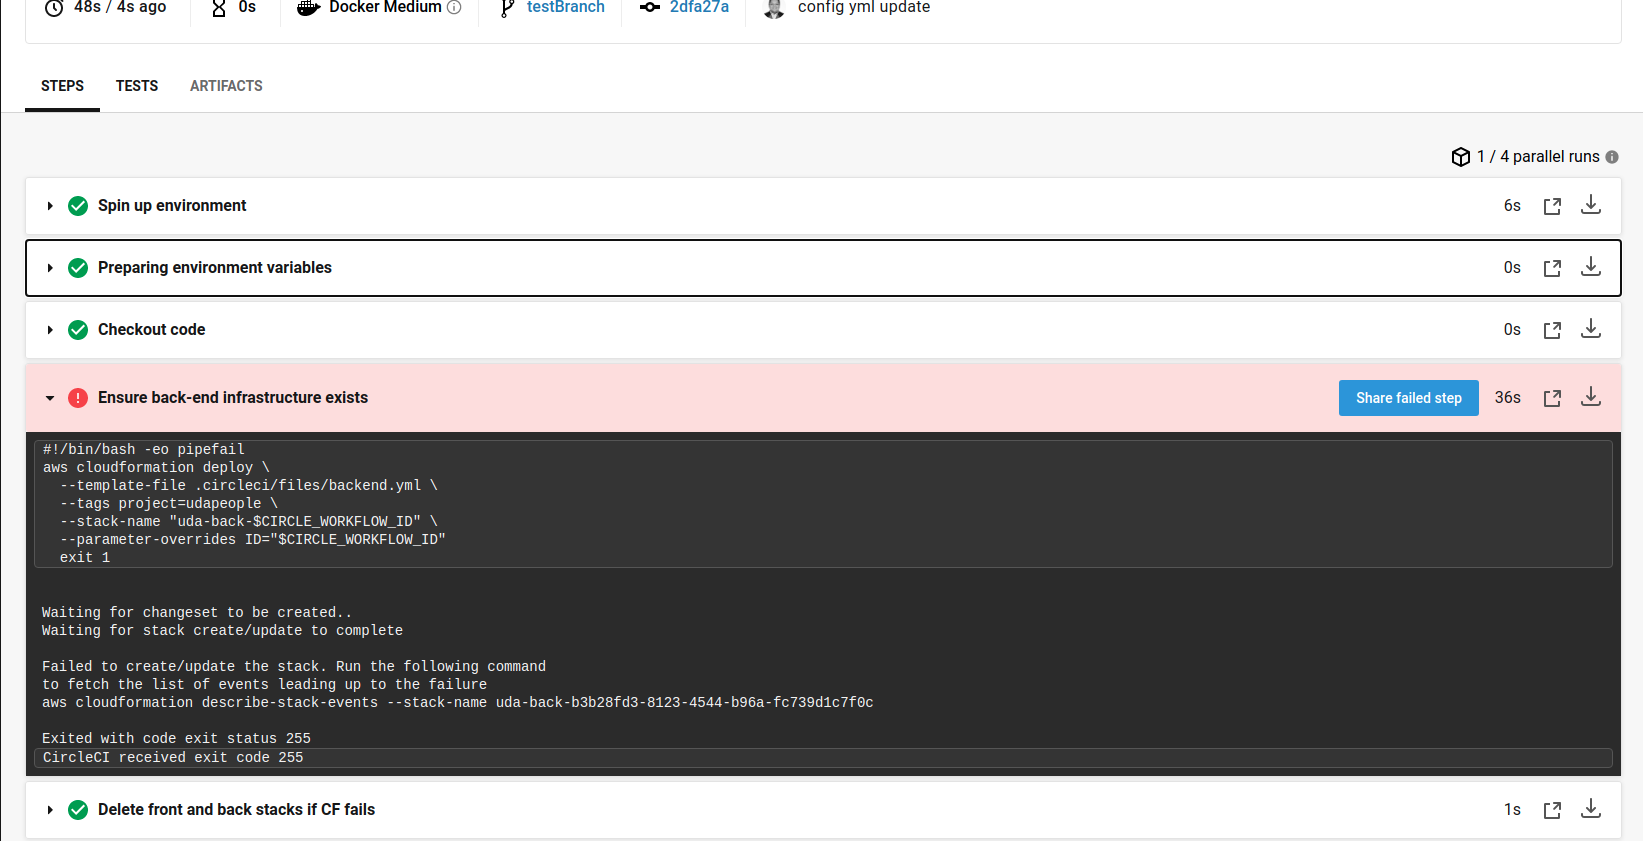 48s / 4s ago 0s Docker Medium testBranch 2dfa27a config yml update
STEPS TESTS ARTIFACTS
1 / 4 parallel runs
Spin up environment 6s
Preparing environment variables 0s
Checkout code 0s
Ensure back-end infrastructure exists Share failed step 36s
#!/bin/bash -eo pipefail
aws cloudformation deploy \
  --template-file .circleci/files/backend.yml \
  --tags project=udapeople \
  --stack-name "uda-back-$CIRCLE_WORKFLOW_ID" \
  --parameter-overrides ID="$CIRCLE_WORKFLOW_ID"
  exit 1
Waiting for changeset to be created..
Waiting for stack create/update to complete
Failed to create/update the stack. Run the following command
to fetch the list of events leading up to the failure
aws cloudformation describe-stack-events --stack-name uda-back-b3b28fd3-8123-4544-b96a-fc739d1c7f0c
Exited with code exit status 255
CircleCI received exit code 255
Delete front and back stacks if CF fails 1s